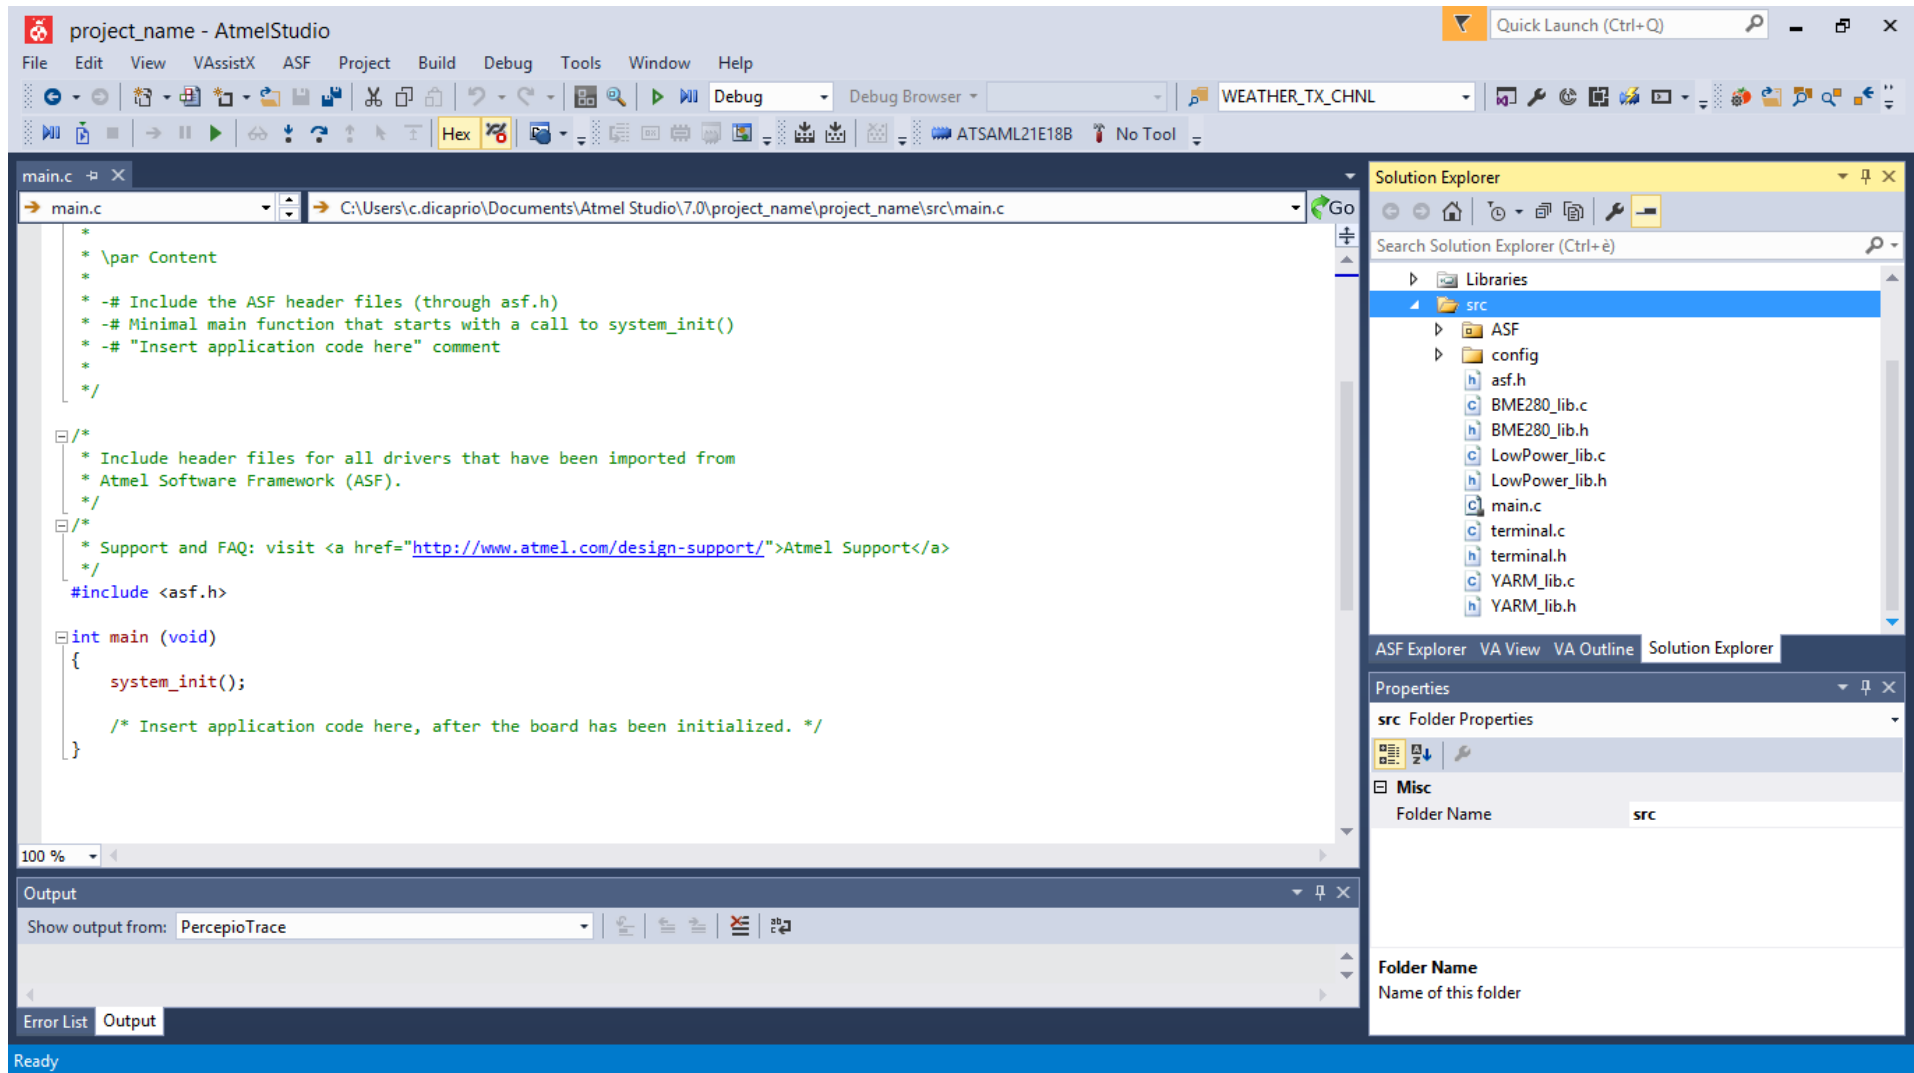 project_name - AtmelStudio
Quick Launch (Ctrl+Q)
File Edit View VAssistX ASF Project Build Debug Tools Window Help
Debug Debug Browser WEATHER_TX_CHNL
Hex ATSAML21E18B No Tool
main.c
main.c C:\Users\c.dicaprio\Documents\Atmel Studio\7.0\project_name\project_name\src\main.c Go
*
* \par Content
*
* -# Include the ASF header files (through asf.h)
* -# Minimal main function that starts with a call to system_init()
* -# "Insert application code here" comment
*
*/
/*
* Include header files for all drivers that have been imported from
* Atmel Software Framework (ASF).
*/
/*
* Support and FAQ: visit <a href="http://www.atmel.com/design-support/">Atmel Support</a>
*/
#include <asf.h>
int main (void)
{
system_init();
/* Insert application code here, after the board has been initialized. */
}
100 %
Output
Show output from: PercepioTrace
Error List Output
Ready
Solution Explorer
Search Solution Explorer (Ctrl+è)
Libraries
src
ASF
config
asf.h
BME280_lib.c
BME280_lib.h
LowPower_lib.c
LowPower_lib.h
main.c
terminal.c
terminal.h
YARM_lib.c
YARM_lib.h
ASF Explorer VA View VA Outline Solution Explorer
Properties
src Folder Properties
Misc
Folder Name src
Folder Name
Name of this folder